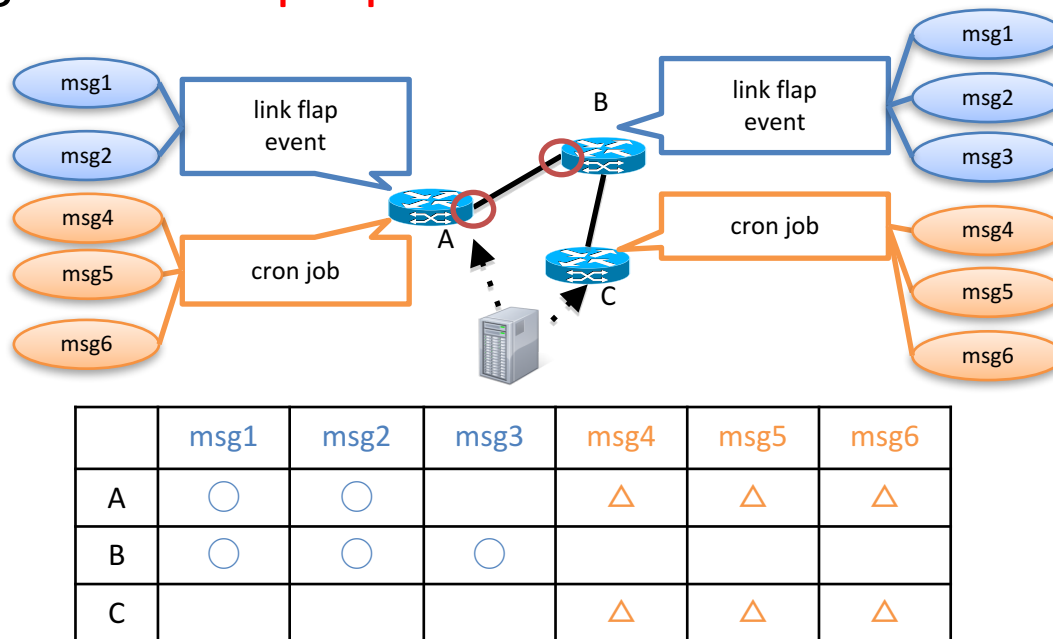 msg1
msg2
link flap
event
msg4
msg5
msg6
cron job
A
B
C
link flap
event
msg1
msg2
msg3
cron job
msg4
msg5
msg6
msg1 msg2 msg3 msg4 msg5 msg6
A ○ ○ △ △ △
B ○ ○ ○
C △ △ △